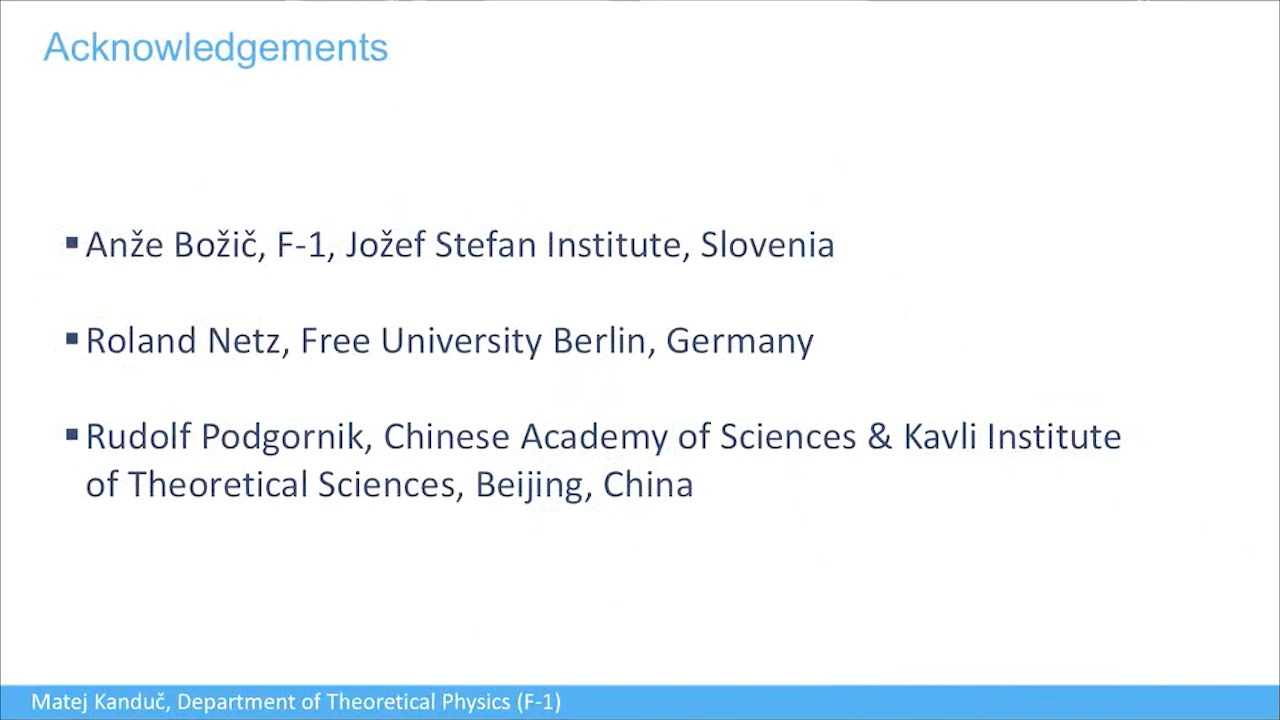 Acknowledgements
▪Anže Božič, F-1, Jožef Stefan Institute, Slovenia
▪Roland Netz, Free University Berlin, Germany
▪Rudolf Podgornik, Chinese Academy of Sciences & Kavli Institute
of Theoretical Sciences, Beijing, China
Matej Kanduč, Department of Theoretical Physics (F-1)